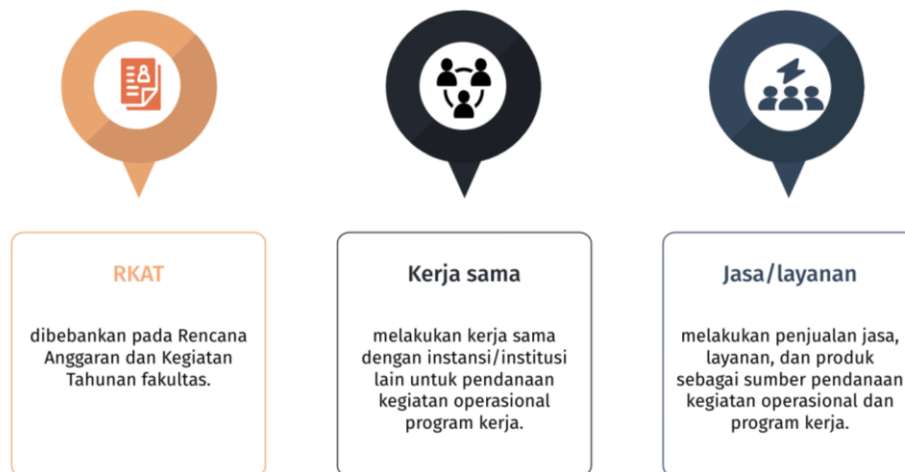 RKAT
dibebankan pada Rencana
Anggaran dan Kegiatan
Tahunan fakultas.
Kerja sama
melakukan kerja sama
dengan instansi/institusi
lain untuk pendanaan
kegiatan operasional
program kerja.
Jasa/layanan
melakukan penjualan jasa,
layanan, dan produk
sebagai sumber pendanaan
kegiatan operasional dan
program kerja.